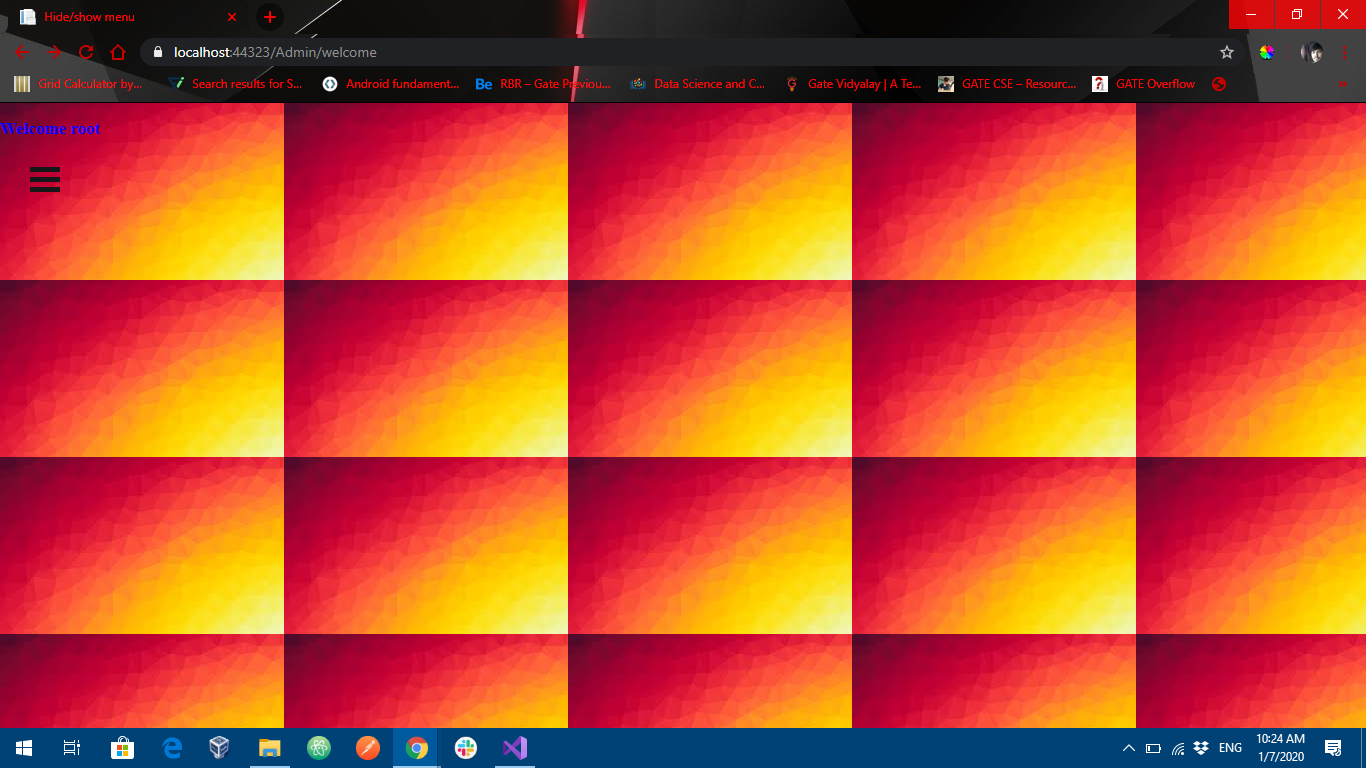 Hide/show menu
localhost:44323/Admin/welcome
Grid Calculator by...
Search results for S...
Android fundament...
Be
RBR – Gate Previou...
Data Science and C...
Gate Vidyalay | A Te...
GATE CSE – Resourc...
GATE Overflow
Welcome root
ENG
10:24 AM
1/7/2020